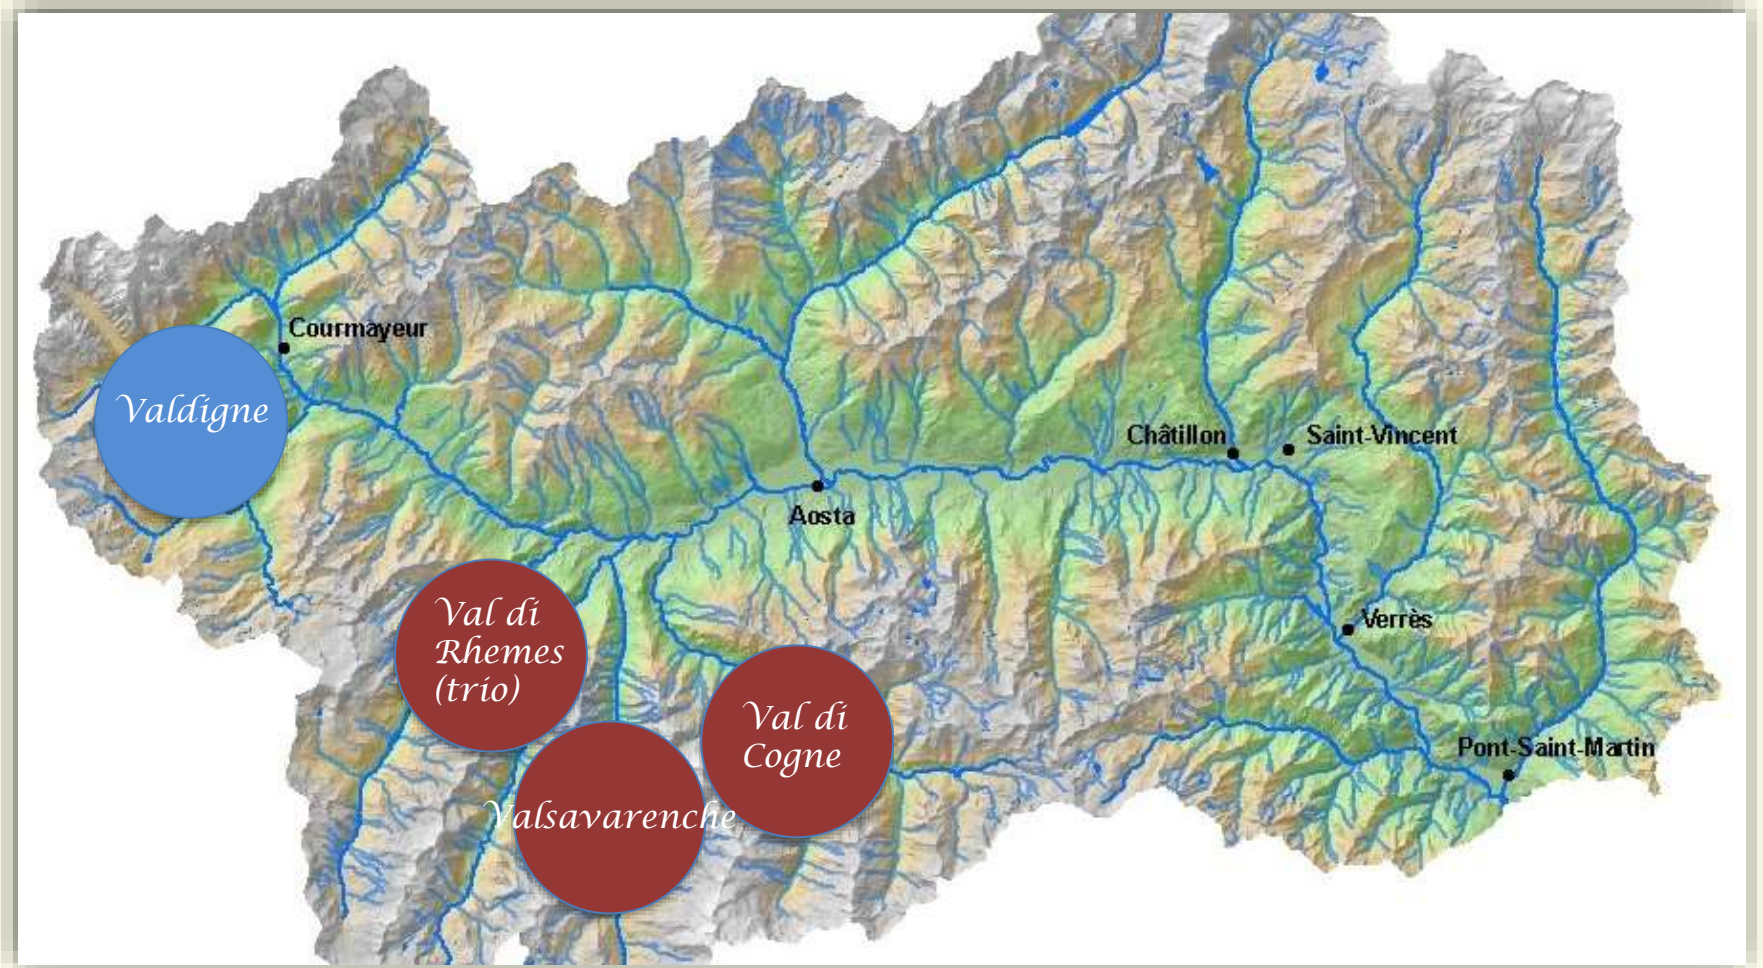 Courmayeur
Valdigne
Châtillon
Saint-Vincent
Aosta
Val di
Rhemes
(trio)
Verrès
Val di
Cogne
Pont-Saint-Martin
Valsavarenche